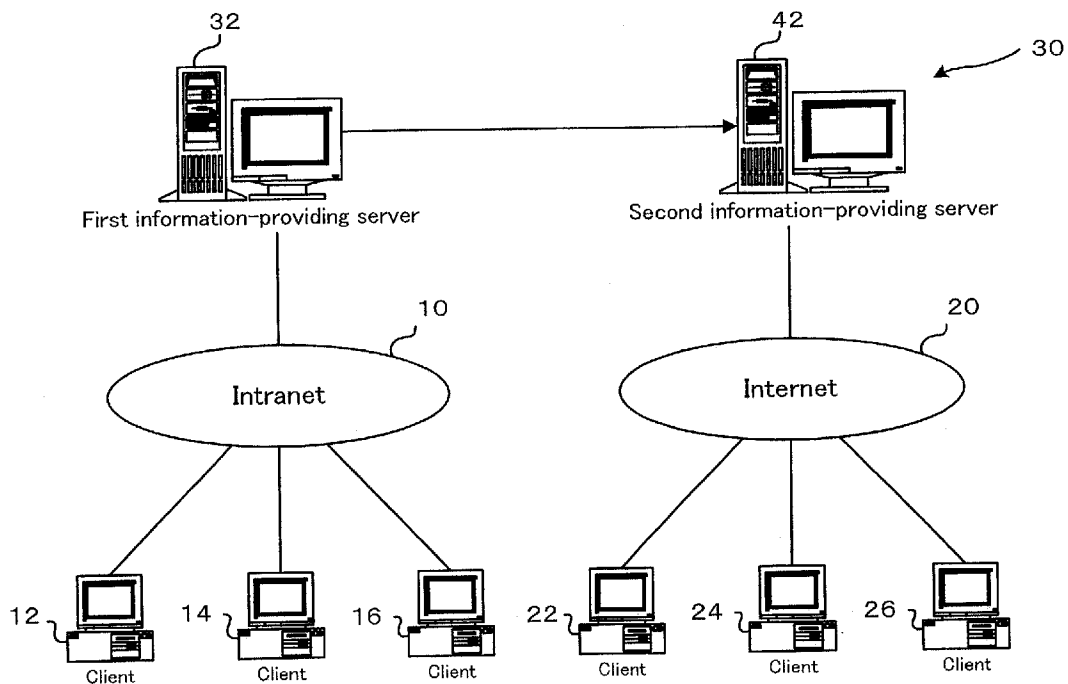 32
42
30
First information-providing server
Second information-providing server
10
20
Intranet
Internet
12
14
16
22
24
26
Client
Client
Client
Client
Client
Client